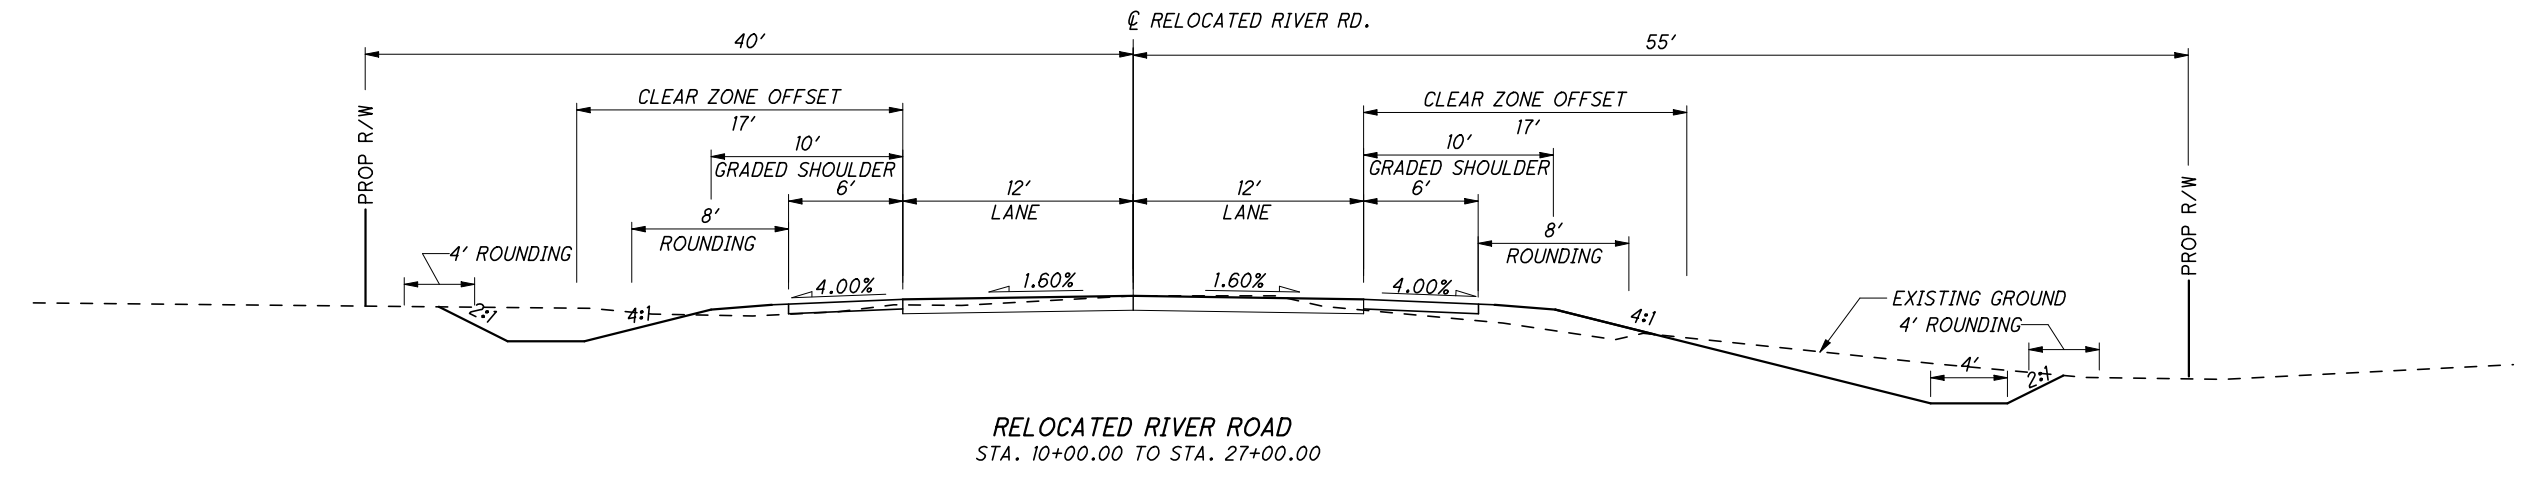 ℄ RELOCATED RIVER RD.
40'
55'
CLEAR ZONE OFFSET
17'
CLEAR ZONE OFFSET
17'
PROP R/W
10'
GRADED SHOULDER
10'
GRADED SHOULDER
6'
12'
LANE
12'
LANE
6'
PROP R/W
8'
ROUNDING
8'
ROUNDING
4' ROUNDING
4.00%
1.60%
1.60%
4.00%
EXISTING GROUND
4' ROUNDING
2:1
4:1
4:1
4'
2:1
RELOCATED RIVER ROAD
STA. 10+00.00 TO STA. 27+00.00